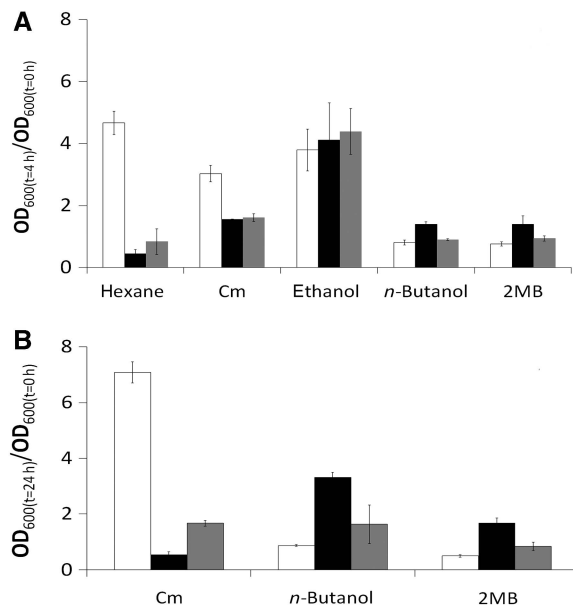 A
OD600(t=4 h)/OD600(t=0 h)
8
6
4
2
0
Hexane
Cm
Ethanol
n-Butanol
2MB
B
OD600(t=24 h)/OD600(t=0 h)
8
6
4
2
0
Cm
n-Butanol
2MB